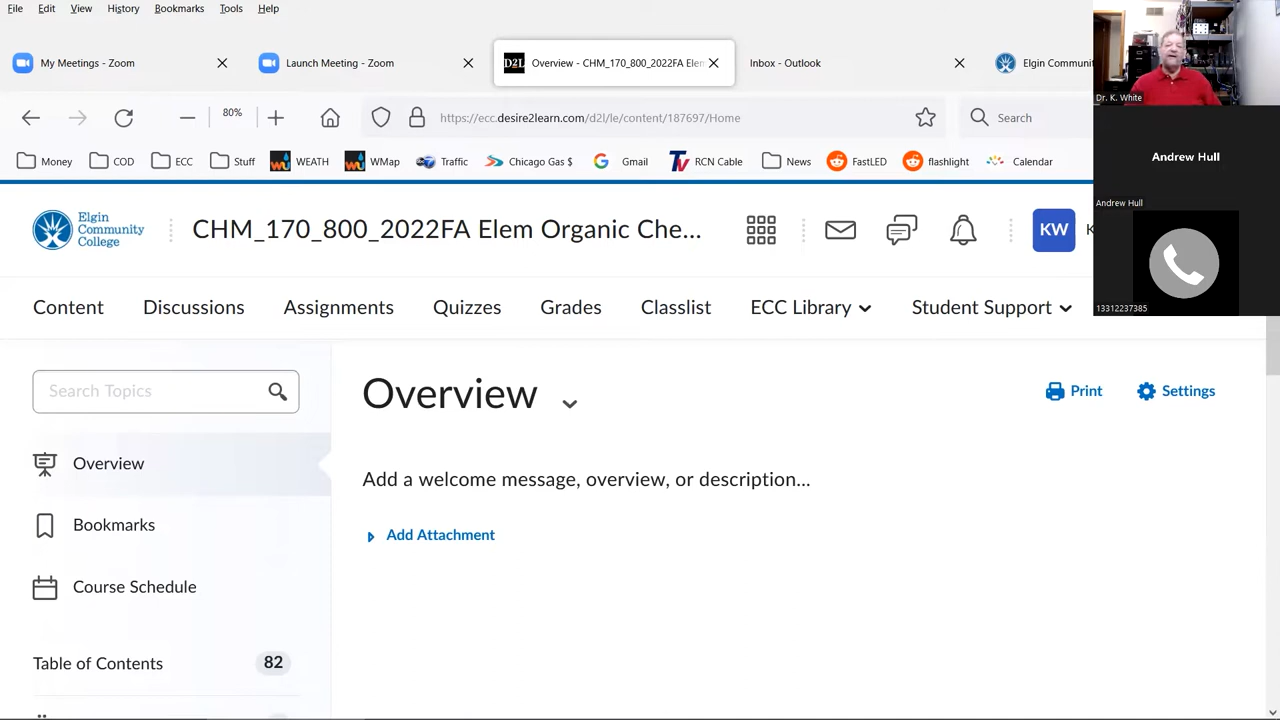 File Edit View History Bookmarks Tools Help
My Meetings - Zoom
Launch Meeting - Zoom
D2L Overview - CHM_170_800_2022FA Ele
Inbox - Outlook
Elgin Communit
80%
https://ecc.desire2learn.com/d2l/le/content/187697/Home
Search
Money COD ECC Stuff WEATH WMap Traffic Chicago Gas $ Gmail RCN Cable News FastLED flashlight Calendar
Dr. K. White
Andrew Hull
Andrew Hull
13312237385
Elgin
Community
College
CHM_170_800_2022FA Elem Organic Che...
KW K
Content Discussions Assignments Quizzes Grades Classlist ECC Library Student Support
Search Topics
Overview
Print Settings
Overview
Add a welcome message, overview, or description...
Bookmarks
Add Attachment
Course Schedule
Table of Contents 82